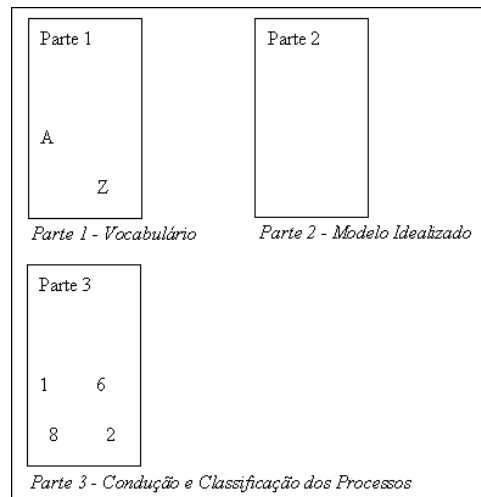 Parte 1
Parte 2
A
Z
Parte 1 - Vocabulário
Parte 2 - Modelo Idealizado
Parte 3
1 6
8 2
Parte 3 - Condução e Classificação dos Processos